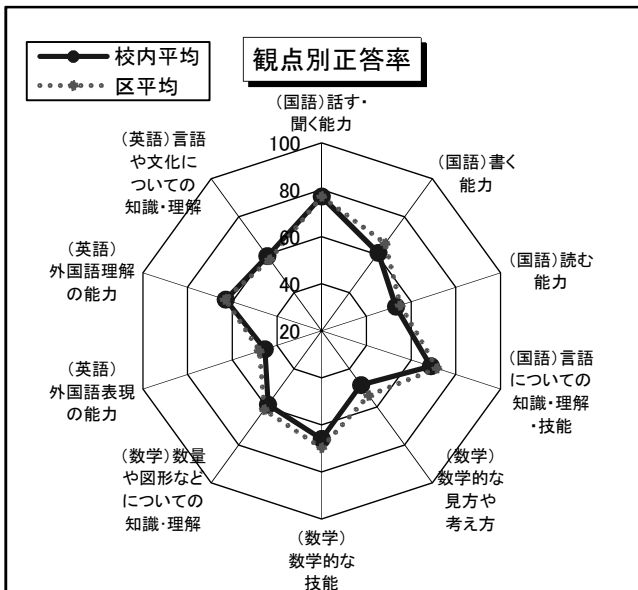 校内平均
区平均
観点別正答率
(国語)話す・
聞く能力
(国語)書く
能力
(国語)読む
能力
(国語)言語
についての
知識・理解
・技能
(数学)
数学的な
見方や
考え方
(数学)
数学的な
技能
(数学)数量
や図形など
についての
知識・理解
(英語)
外国語表現
の能力
(英語)
外国語理解
の能力
(英語)言語
や文化に
ついての
知識・理解
100
80
60
40
20